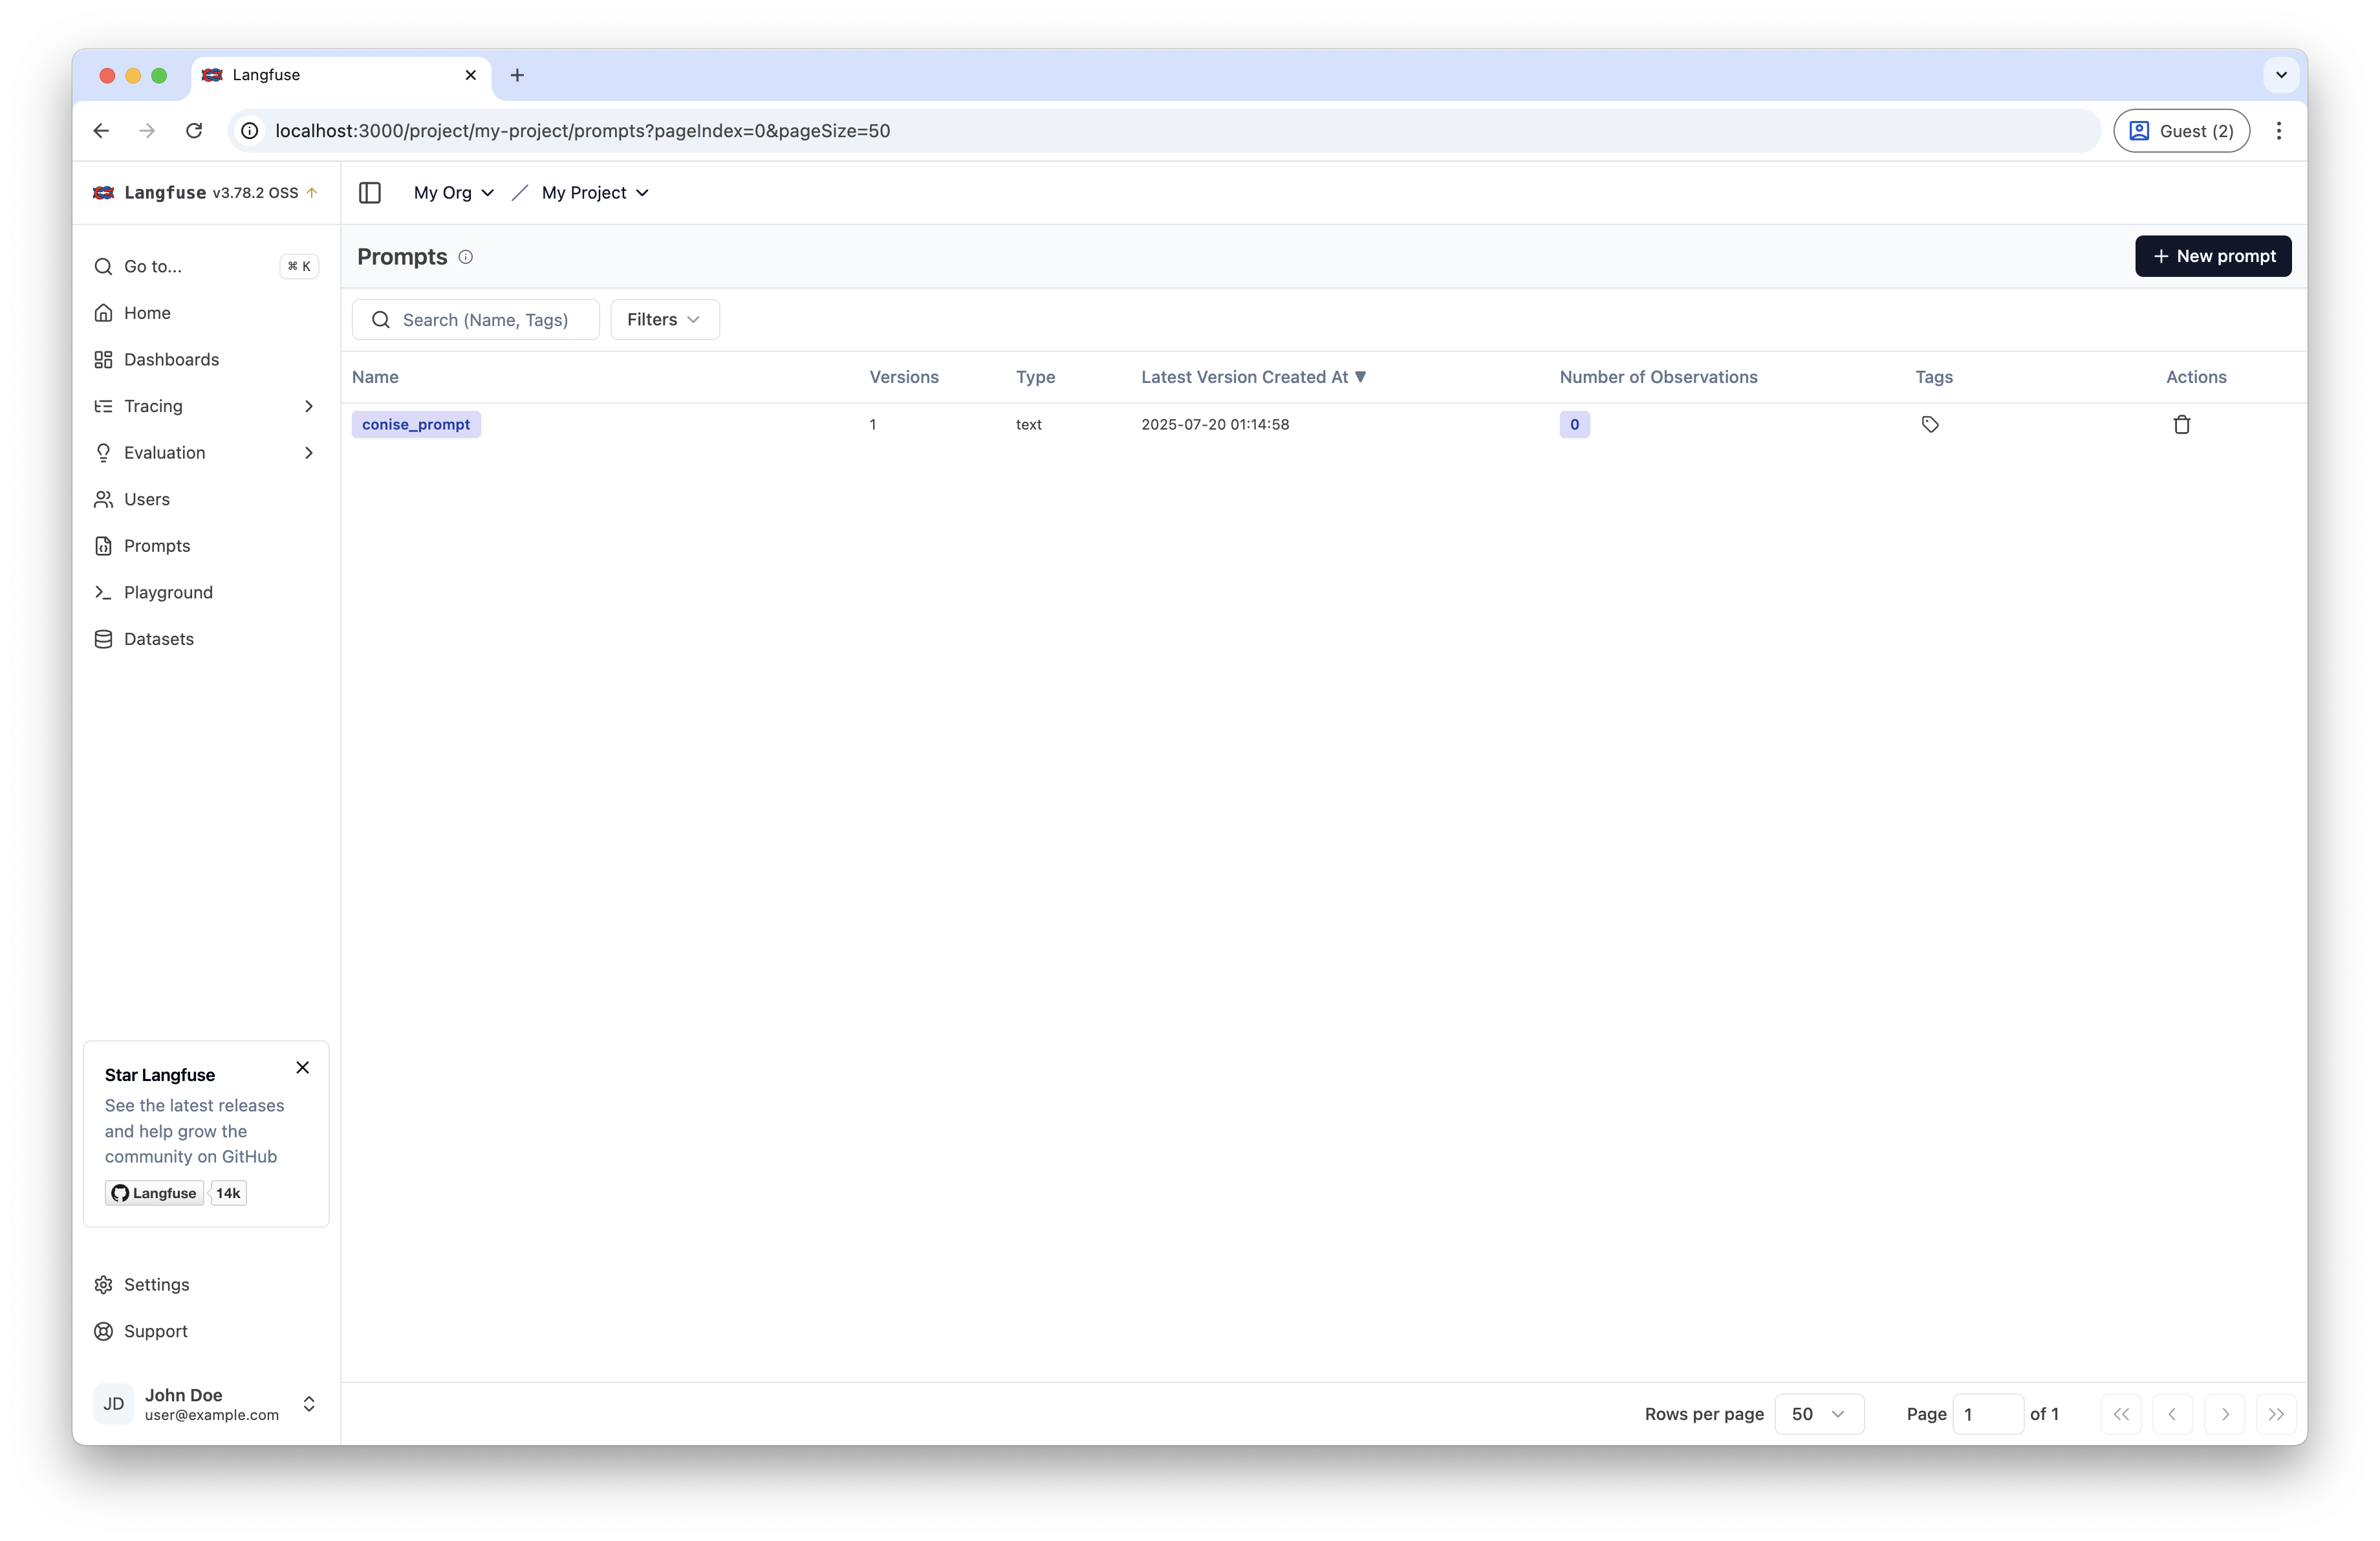 Langfuse
localhost:3000/project/my-project/prompts?pageIndex=0&pageSize=50
Guest (2)
Langfuse v3.78.2 OSS
My Org
My Project
Go to...
⌘ K
Home
Dashboards
Tracing
Evaluation
Users
Prompts
Playground
Datasets
Star Langfuse
See the latest releases
and help grow the
community on GitHub
Langfuse 14k
Settings
Support
JD
John Doe
user@example.com
Prompts
New prompt
Search (Name, Tags)
Filters
Name Versions Type Latest Version Created At ▼ Number of Observations Tags Actions
conise_prompt 1 text 2025-07-20 01:14:58 0
Rows per page 50 Page 1 of 1